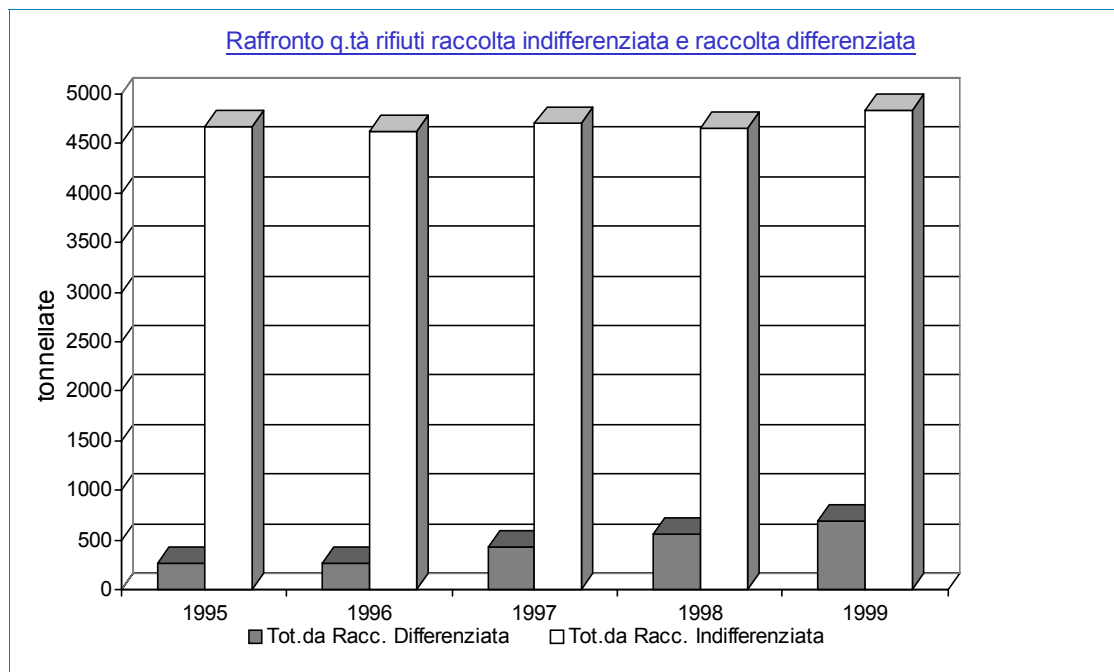 Raffronto q.tà rifiuti raccolta indifferenziata e raccolta differenziata
5000
4500
4000
3500
3000
2500
2000
1500
1000
500
0
tonnellate
1995 1996 1997 1998 1999
Tot.da Racc. Differenziata Tot.da Racc. Indifferenziata